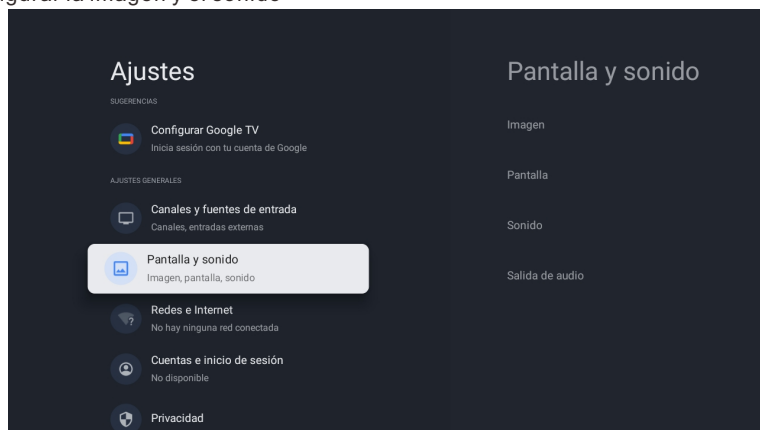 Ajustes
SUGERENCIAS
Configurar Google TV
Inicia sesión con tu cuenta de Google
AJUSTES GENERALES
Canales y fuentes de entrada
Canales, entradas externas
Pantalla y sonido
Imagen, pantalla, sonido
Redes e Internet
No hay ninguna red conectada
Cuentas e inicio de sesión
No disponible
Privacidad
Pantalla y sonido
Imagen
Pantalla
Sonido
Salida de audio